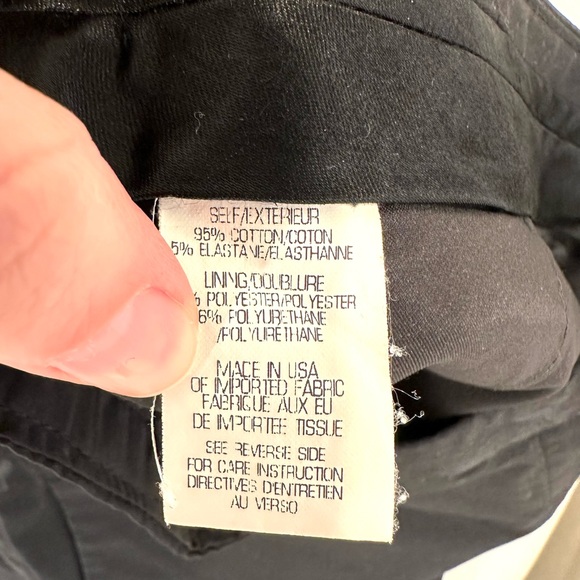 SELF/EXTERIEUR
95% COTTON/COTON
5% ELASTANE/ELASTHANNE
LINING/DOUBLURE
% POLYESTER/POLYESTER
6% POLYURETHANE
/POLYURETHANE
MADE IN USA
OF IMPORTED FABRIC
FABRIGUE AUX EU
DE IMPORTEE TISSUE
SEE REVERSE SIDE
FOR CARE INSTRUCTION
DIRECTIVES D'ENTRETIEN
AU VERSO